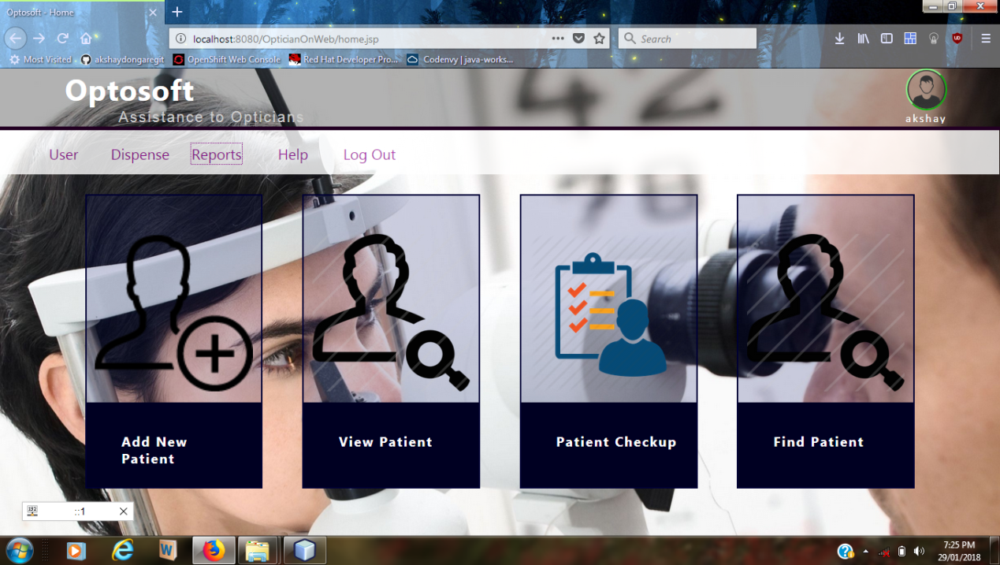 Optosoft - Home
localhost:8080/OpticianOnWeb/home.jsp
Search
Most Visited akshaydongaregit OpenShift Web Console Red Hat Developer Pro... Codenvy | java-works...
Optosoft
Assistance to Opticians
akshay
User Dispense Reports Help Log Out
Add New
Patient
View Patient
Patient Checkup
Find Patient
::1
7:25 PM
29/01/2018